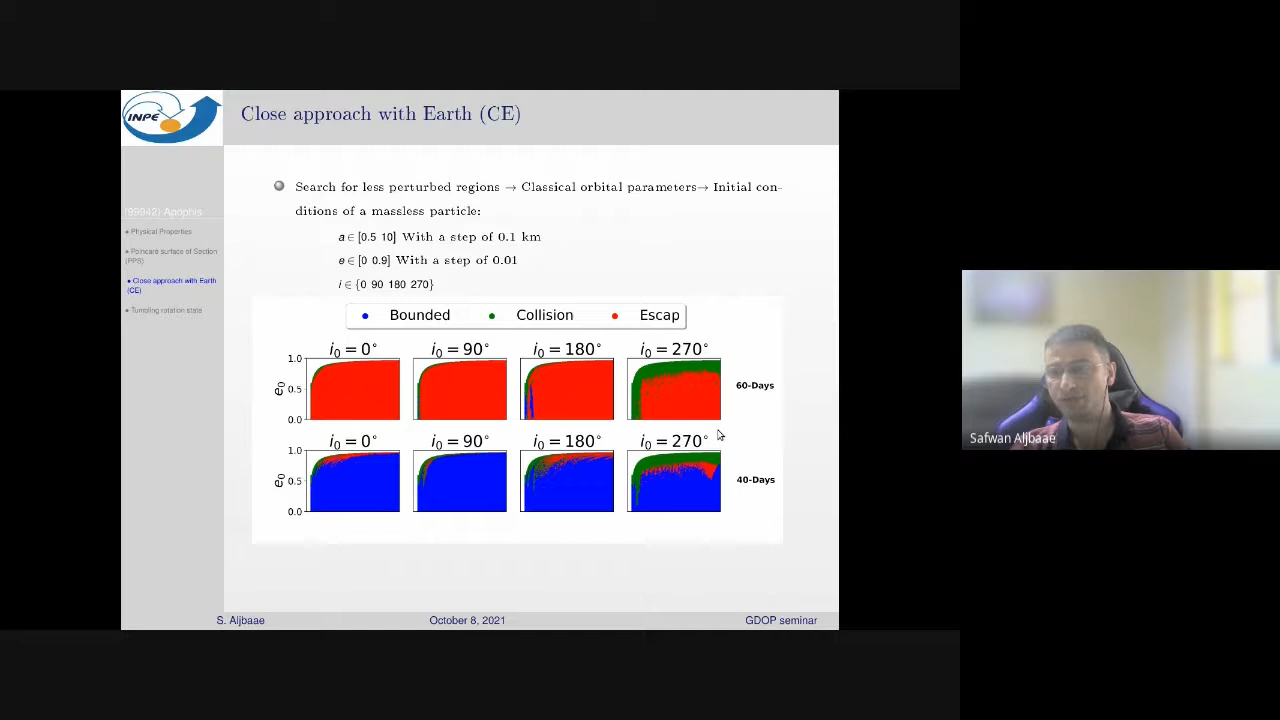 INPE
Close approach with Earth (CE)
(99942) Apophis
Physical Properties
Poincaré surface of Section
(PPS)
Close approach with Earth
(CE)
Tumbling rotation state
Search for less perturbed regions → Classical orbital parameters→ Initial con-
ditions of a massless particle:
a ∈ [0.5 10] With a step of 0.1 km
e ∈ [0 0.9] With a step of 0.01
i ∈ {0 90 180 270}
Bounded Collision Escap
i₀ = 0° i₀ = 90° i₀ = 180° i₀ = 270°
1.0
e₀ 0.5 60-Days
0.0
i₀ = 0° i₀ = 90° i₀ = 180° i₀ = 270°
1.0
e₀ 0.5 40-Days
0.0
S. Aljbaae October 8, 2021 GDOP seminar
Safwan Aljbaae